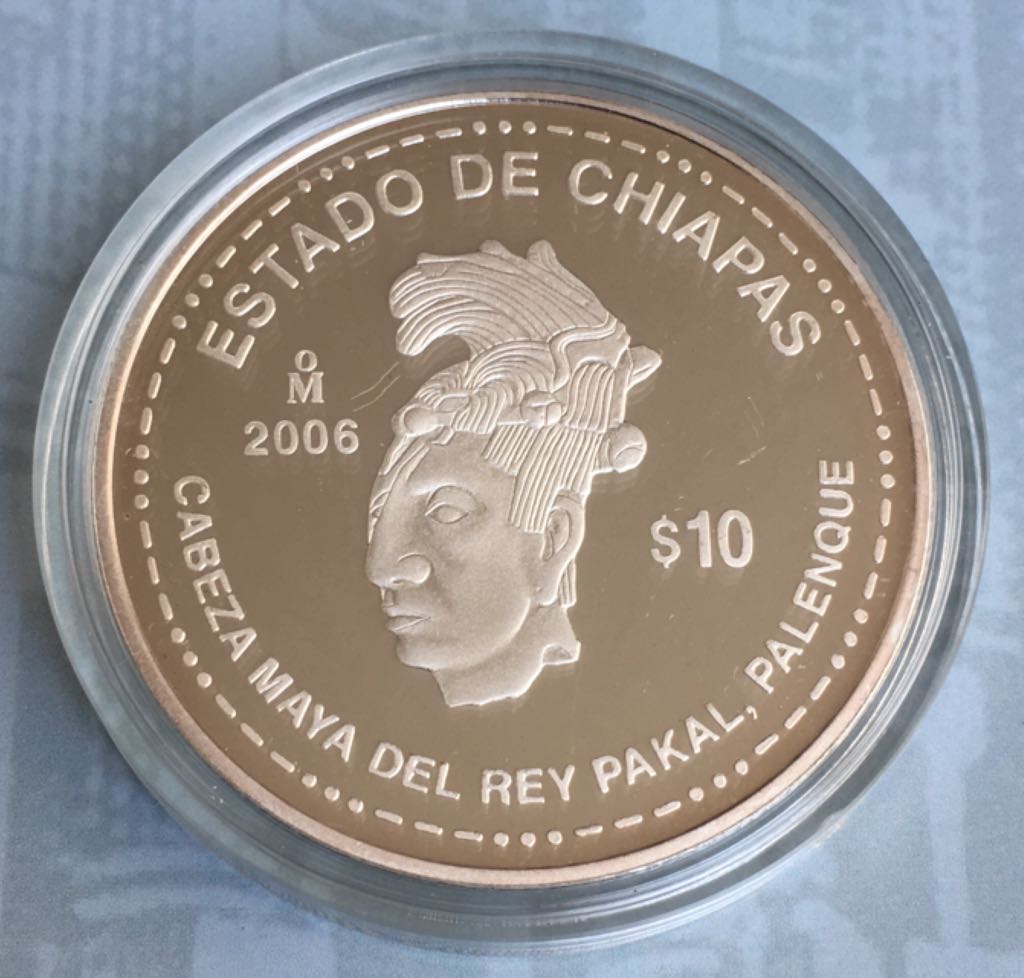 ESTADO DE CHIAPAS
Mo
2006
$10
CABEZA MAYA DEL REY PAKAL, PALENQUE